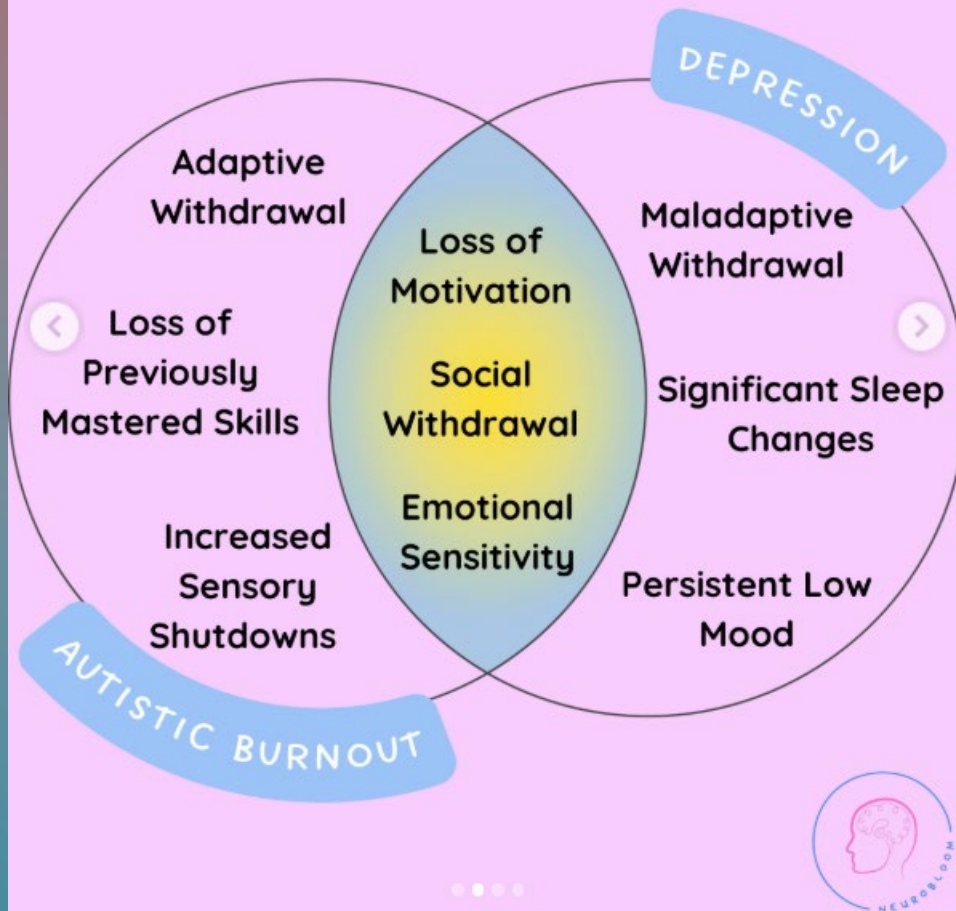 DEPRESSION
Adaptive
Withdrawal
Loss of
Previously
Mastered Skills
Increased
Sensory
Shutdowns
AUTISTIC BURNOUT
Loss of
Motivation
Social
Withdrawal
Emotional
Sensitivity
Maladaptive
Withdrawal
Significant Sleep
Changes
Persistent Low
Mood
NEUROBLOOM